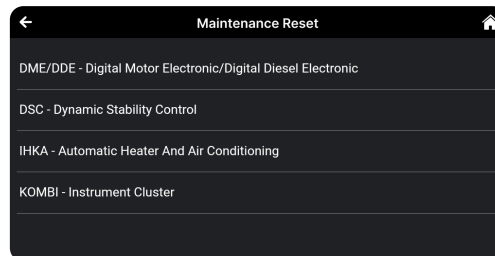 Maintenance Reset
DME/DDE - Digital Motor Electronic/Digital Diesel Electronic
DSC - Dynamic Stability Control
IHKA - Automatic Heater And Air Conditioning
KOMBI - Instrument Cluster